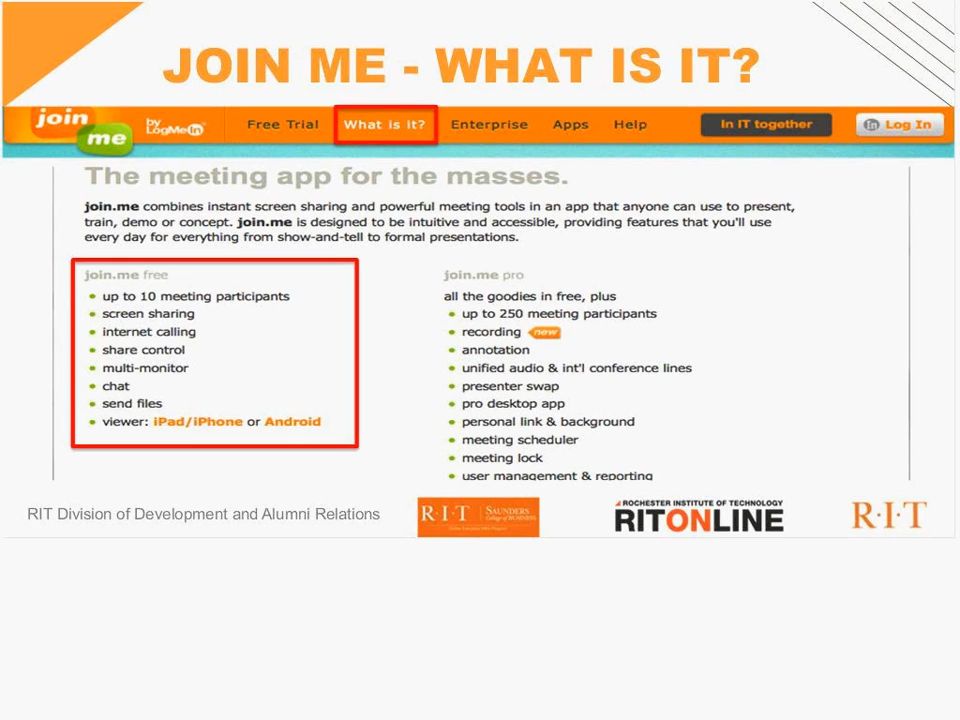 JOIN ME - WHAT IS IT?
join me by LogMeIn Free Trial What is it? Enterprise Apps Help In IT together in Log In
The meeting app for the masses.
join.me combines instant screen sharing and powerful meeting tools in an app that anyone can use to present,
train, demo or concept. join.me is designed to be intuitive and accessible, providing features that you'll use
every day for everything from show-and-tell to formal presentations.
join.me free
• up to 10 meeting participants
• screen sharing
• internet calling
• share control
• multi-monitor
• chat
• send files
• viewer: iPad/iPhone or Android
join.me pro
all the goodies in free, plus
• up to 250 meeting participants
• recording new
• annotation
• unified audio & int'l conference lines
• presenter swap
• pro desktop app
• personal link & background
• meeting scheduler
• meeting lock
• user management & reporting
RIT Division of Development and Alumni Relations
R·I·T SAUNDERS
College of BUSINESS
ROCHESTER INSTITUTE OF TECHNOLOGY
RITONLINE
R·I·T